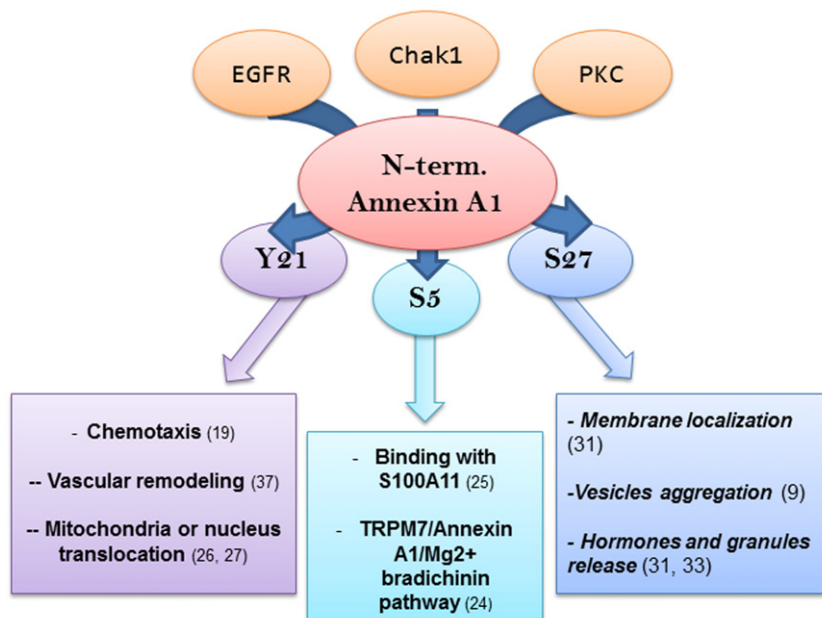 EGFR
Chak1
PKC
N-term.
Annexin A1
Y21
S5
S27
- Chemotaxis (19)
-- Vascular remodeling (37)
-- Mitochondria or nucleus
translocation (26, 27)
- Binding with
S100A11 (25)
- TRPM7/Annexin
A1/Mg2+
bradichinin
pathway (24)
- Membrane localization
(31)
-Vesicles aggregation (9)
- Hormones and granules
release (31, 33)